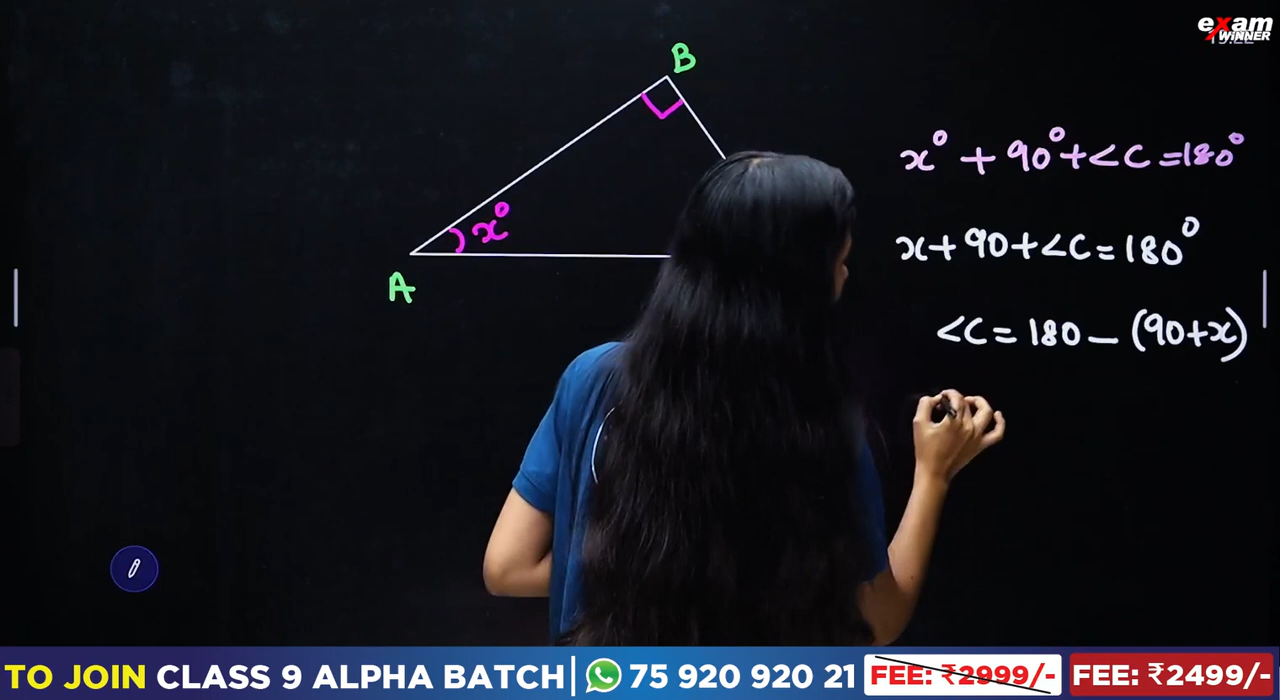 exam
WiNNER
B
x° + 90° + <C = 180°
x°
x + 90 + <C = 180°
A
<C = 180 - (90+x)
TO JOIN CLASS 9 ALPHA BATCH | 75 920 920 21 FEE: ₹2999/- FEE: ₹2499/-